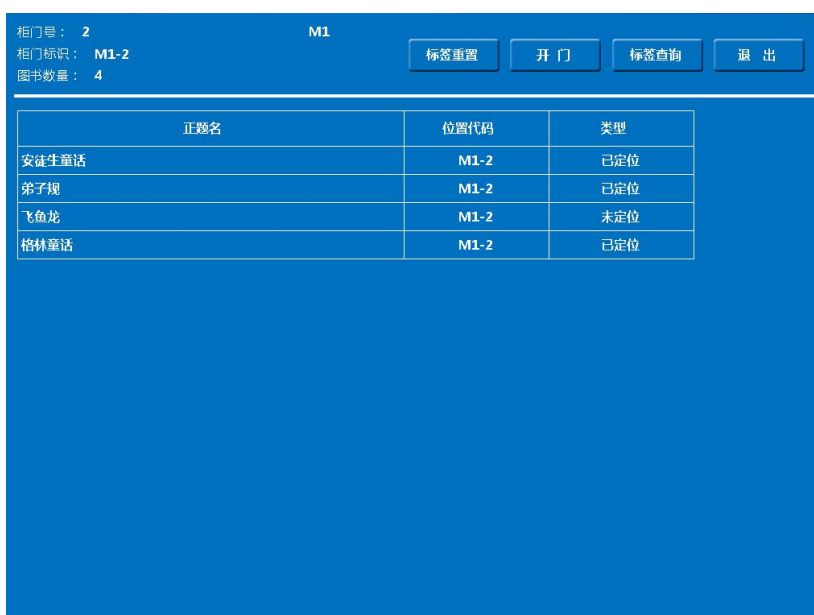 柜门号： 2 M1
柜门标识： M1-2
图书数量： 4
标签重置 开 门 标签查询 退 出
正题名 位置代码 类型
安徒生童话 M1-2 已定位
弟子规 M1-2 已定位
飞鱼龙 M1-2 未定位
格林童话 M1-2 已定位